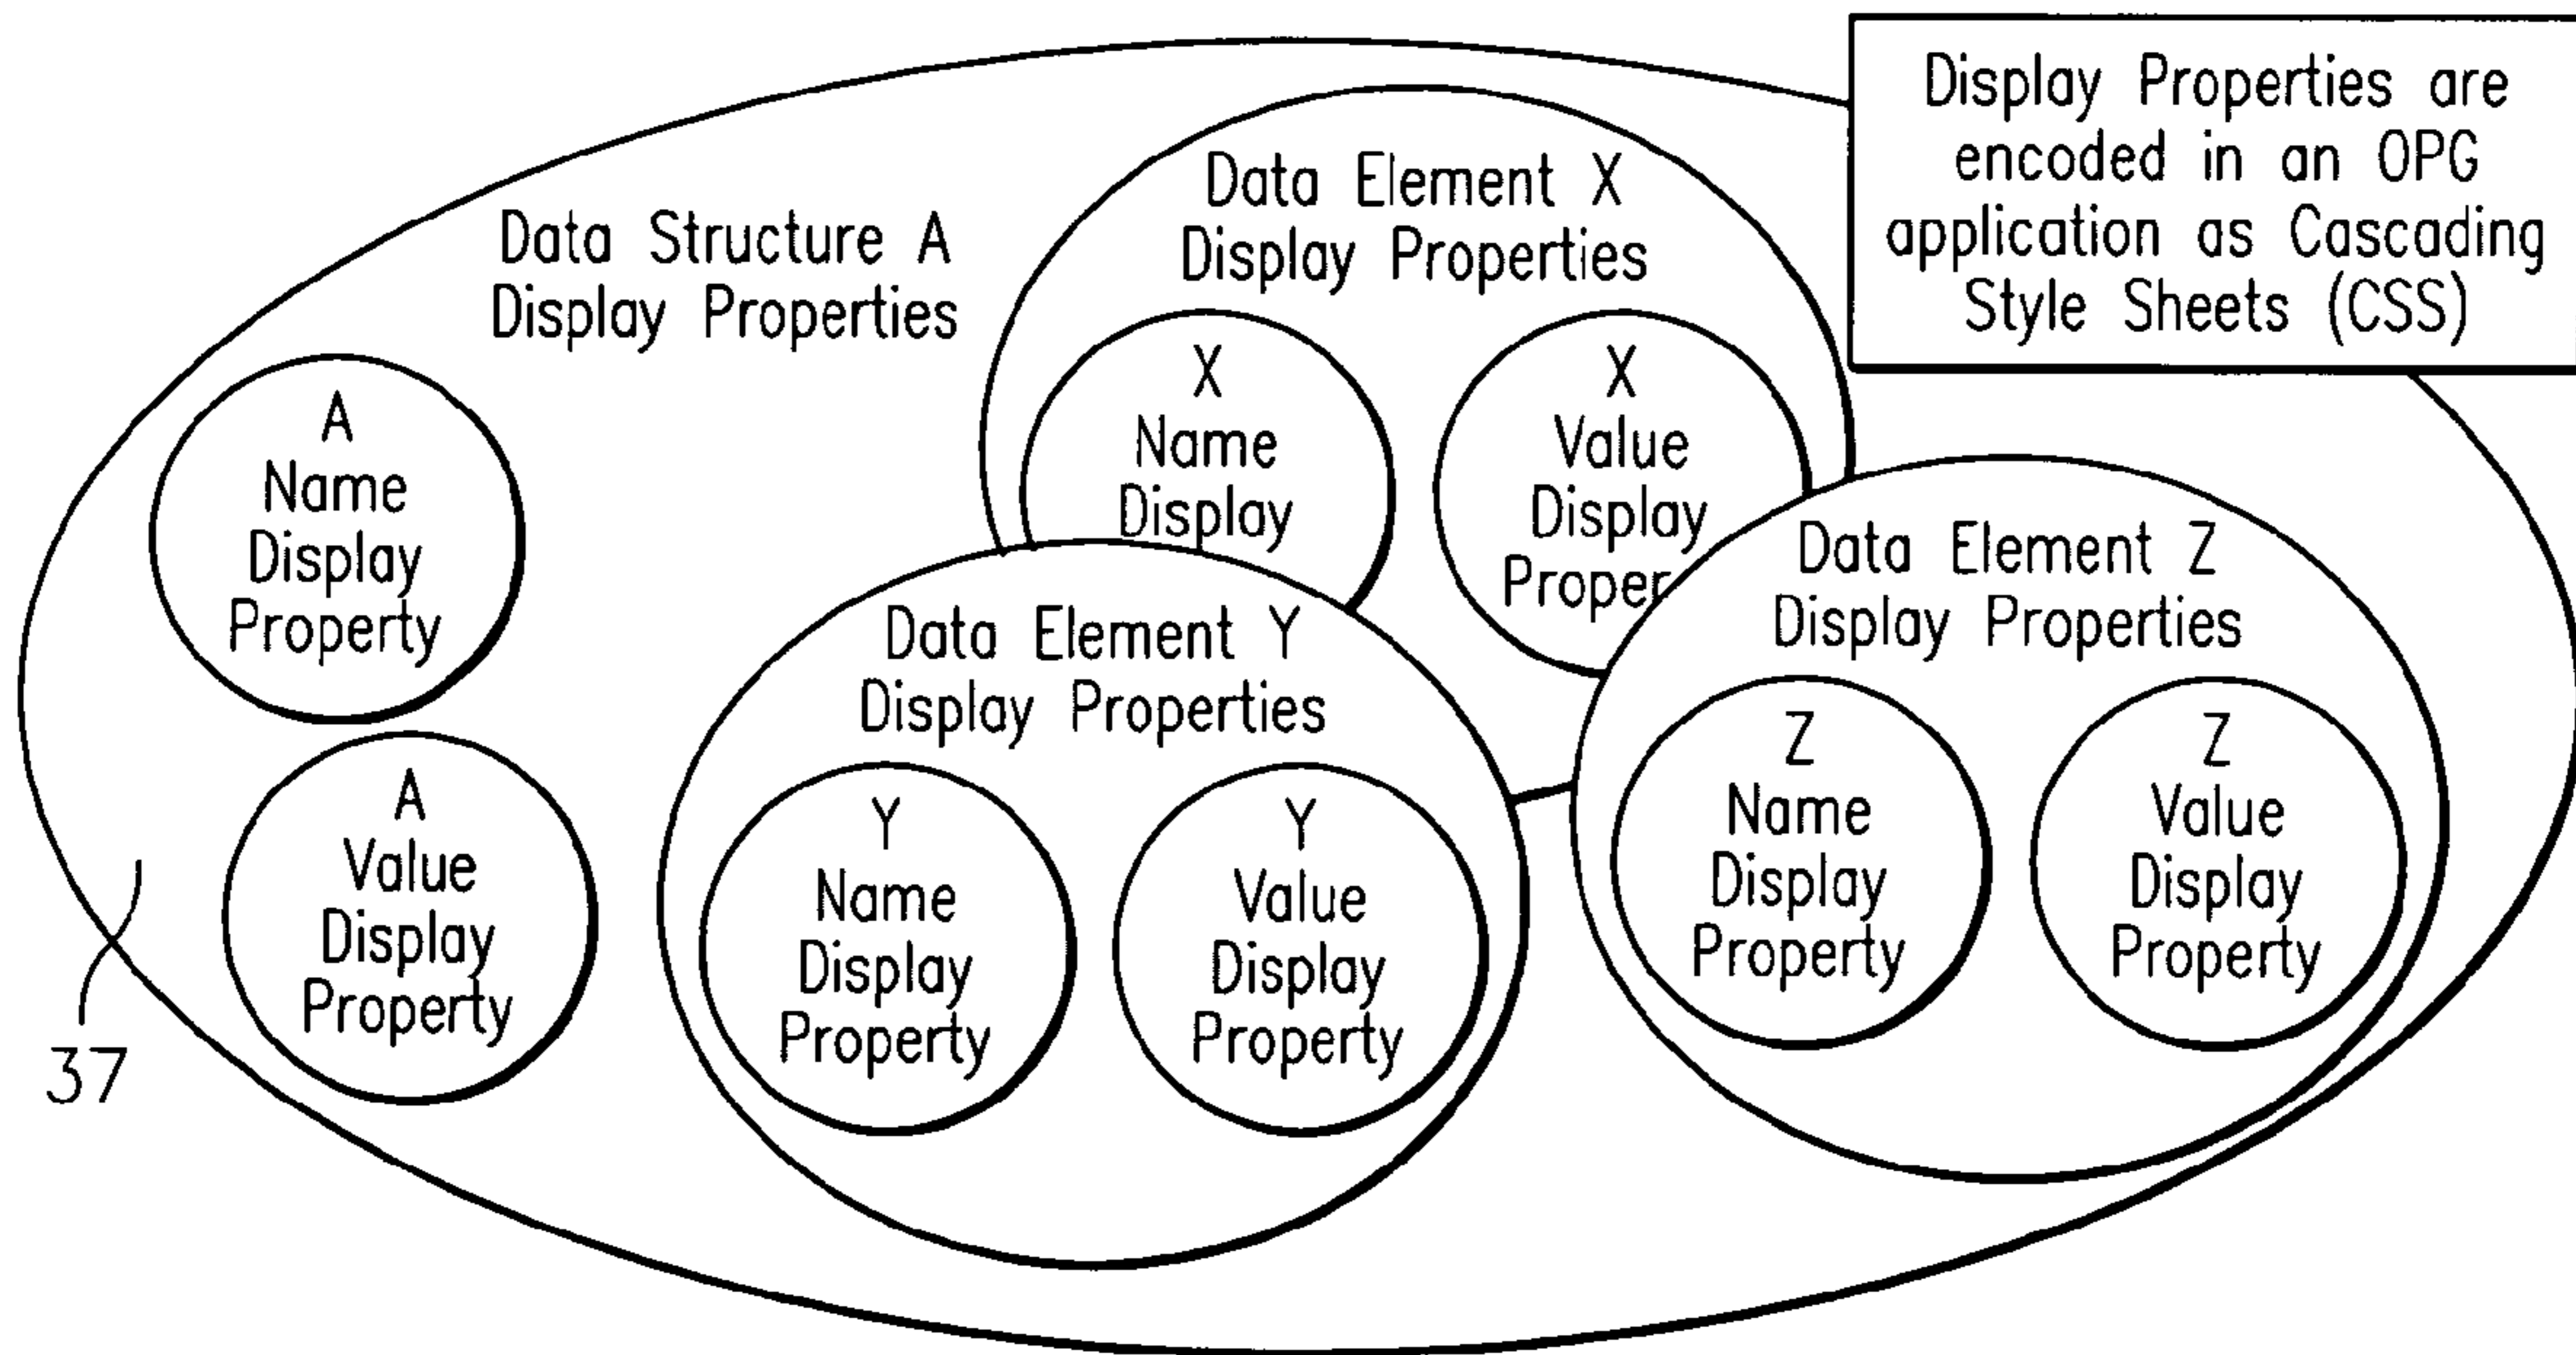 Display Properties are
encoded in an OPG
application as Cascading
Style Sheets (CSS)
Data Structure A
Display Properties
Data Element X
Display Properties
A
Name
Display
Property
X
Name
Display
X
Value
Display
Proper
A
Value
Display
Property
Data Element Y
Display Properties
Y
Name
Display
Property
Y
Value
Display
Property
Data Element Z
Display Properties
Z
Name
Display
Property
Z
Value
Display
Property
37